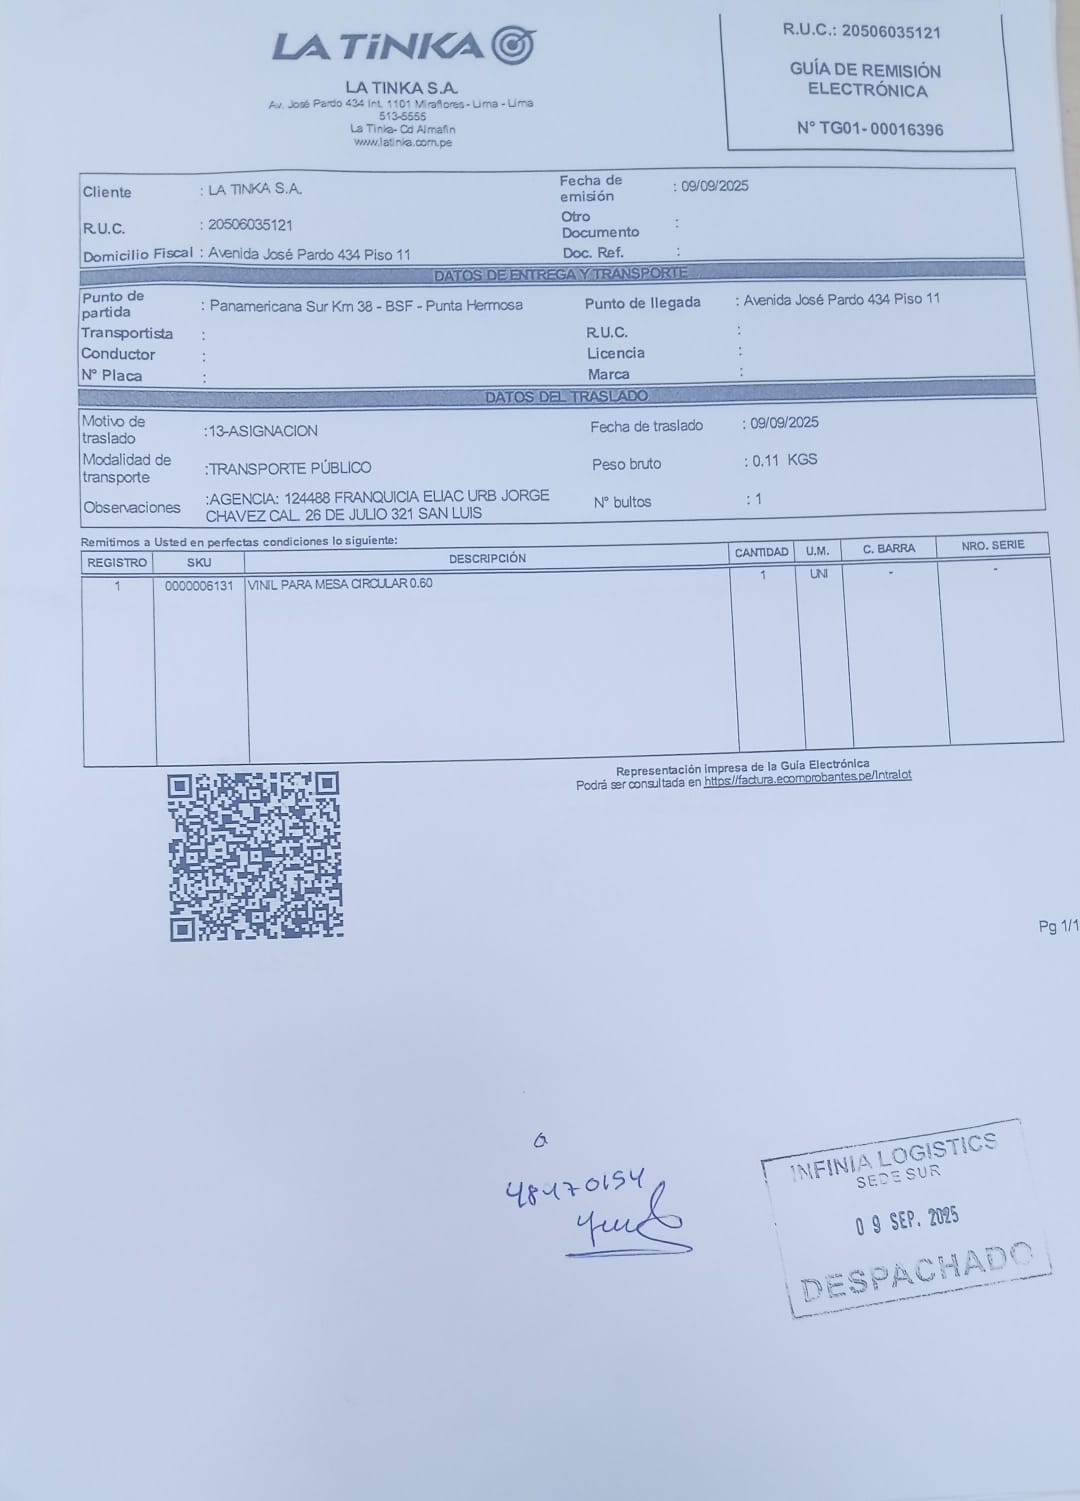 LA TiNKA
R.U.C.: 20506035121
GUÍA DE REMISIÓN
ELECTRÓNICA
N° TG01- 00016396
LA TINKA S.A.
Av. José Pardo 434 Int. 1101 Miraflores - Lima - Lima
513-5555
La Tinka- Cd Almafin
www.latinka.com.pe
Cliente : LA TINKA S.A.
Fecha de emisión : 09/09/2025
R.U.C. : 20506035121
Otro Documento :
Domicilio Fiscal : Avenida José Pardo 434 Piso 11
Doc. Ref. :
DATOS DE ENTREGA Y TRANSPORTE
Punto de partida : Panamericana Sur Km 38 - BSF - Punta Hermosa
Punto de llegada : Avenida José Pardo 434 Piso 11
Transportista :
R.U.C. :
Conductor :
Licencia :
N° Placa :
Marca :
DATOS DEL TRASLADO
Motivo de traslado :13-ASIGNACION
Fecha de traslado : 09/09/2025
Modalidad de transporte :TRANSPORTE PÚBLICO
Peso bruto : 0.11 KGS
Observaciones :AGENCIA: 124488 FRANQUICIA ELIAC URB JORGE
CHAVEZ CAL. 26 DE JULIO 321 SAN LUIS
N° bultos : 1
Remitimos a Usted en perfectas condiciones lo siguiente:
REGISTRO SKU DESCRIPCIÓN CANTIDAD U.M. C. BARRA NRO. SERIE
1 0000006131 VINIL PARA MESA CIRCULAR 0.60 1 UNI - -
Representación impresa de la Guía Electrónica
Podrá ser consultada en https://factura.ecomprobantes.pe/Intralot
Pg 1/1
48470154
INFINIA LOGISTICS
SEDE SUR
09 SEP. 2025
DESPACHADO